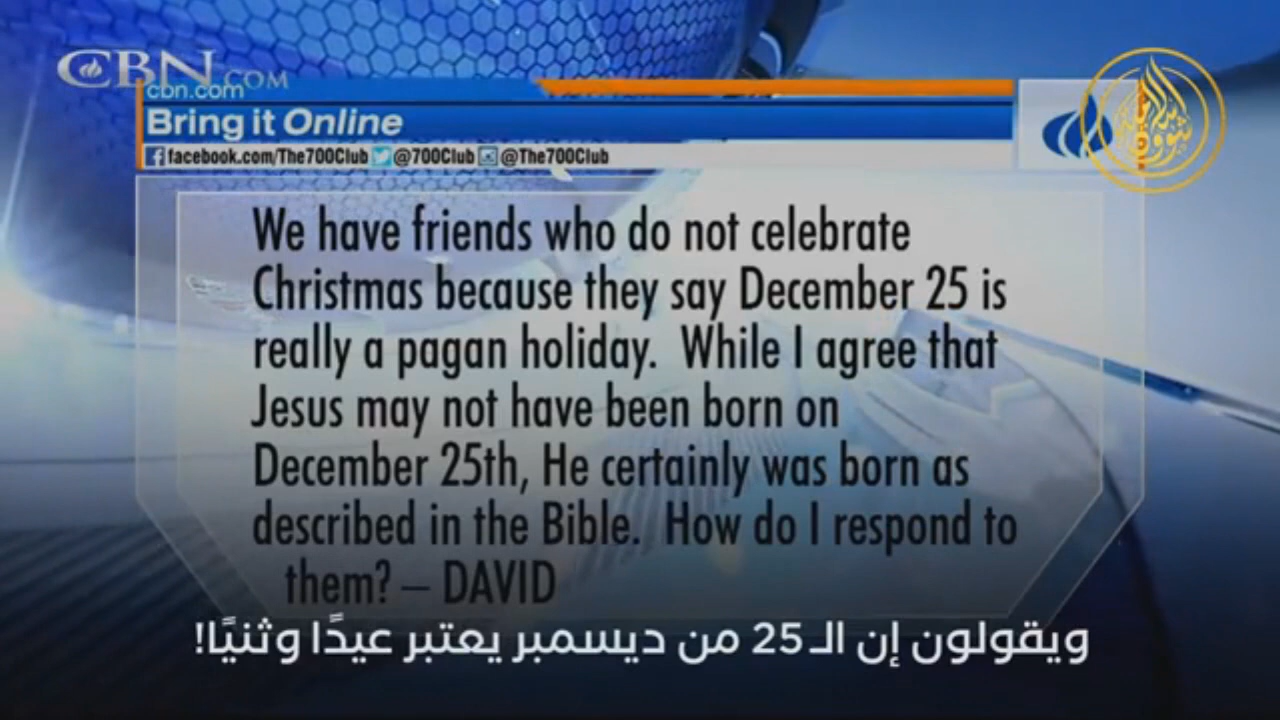 CBN.COM
cbn.com
Bring it Online
facebook.com/The700Club @700Club @The700Club
We have friends who do not celebrate
Christmas because they say December 25 is
really a pagan holiday. While I agree that
Jesus may not have been born on
December 25th, He certainly was born as
described in the Bible. How do I respond to
them? – DAVID
ويقولون إن الـ 25 من ديسمبر يعتبر عيدًا وثنيًا!